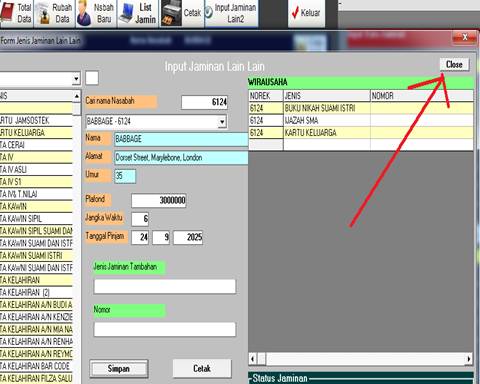 Total
Data
Rubah
Data
Nsbah
Baru
List
Jamin
Cetak
Input Jaminan
Lain2
Keluar
Form Jenis Jaminan Lain Lain
Input Jaminan Lain Lain
Close
WIRAUSAHA
NOREK JENIS NOMOR
6124 BUKU NIKAH SUAMI ISTRI
6124 IJAZAH SMA
6124 KARTU KELUARGA
Cari nama Nasabah 6124
BABBAGE - 6124
Nama BABBAGE
Alamat Dorset Street, Marylebone, London
Umur 35
Plafond 3000000
Jangka Waktu 6
Tanggal Pinjam 24 9 2025
Jenis Jaminan Tambahan
Nomor
Simpan Cetak
Status Jaminan
NIS
ARTU JAMSOSTEK
ARTU KELUARGA
TA CERAI
TA IV
TA IV ASLI
TA IV S1
TA IV& T.NILAI
TA KAWIN
TA KAWIN SIPIL
TA KAWIN SIPIL SUAMI DAN
TA KAWIN SUAMI DAN ISTR
TA KAWIN SUAMI ISTRI
TA KAWNI SUAMI DAN ISTF
TA KELAHIRAN
TA KELAHIRAN (2)
TA KELAHIRAN A/N BUDI A
TA KELAHIRAN A/N KENZIE
TA KELAHIRAN A/N MIA NA
TA KELAHIRAN A/N RENHA
TA KELAHIRAN A/N REYMO
TA KELAHIRAN BAR CODE
TA KELAHIRAN FILZA SALU